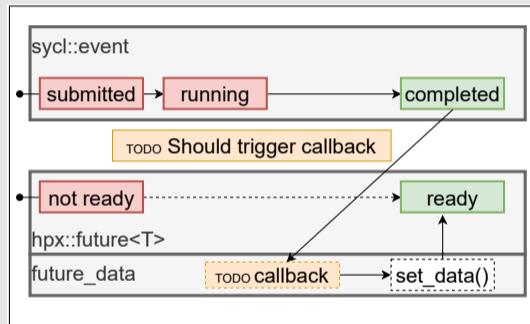 sycl::event
submitted running completed
TODO Should trigger callback
not ready ready
hpx::future<T>
future_data TODO callback set_data()